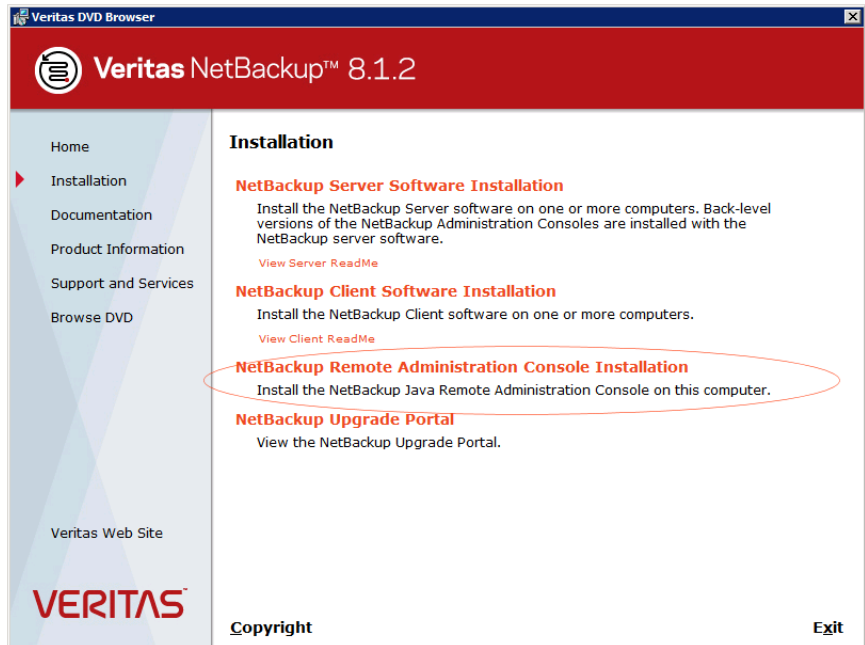 Veritas DVD Browser
Veritas NetBackup™ 8.1.2
Home
Installation
Documentation
Product Information
Support and Services
Browse DVD
Veritas Web Site
VERITAS
Installation
NetBackup Server Software Installation
Install the NetBackup Server software on one or more computers. Back-level
versions of the NetBackup Administration Consoles are installed with the
NetBackup server software.
View Server ReadMe
NetBackup Client Software Installation
Install the NetBackup Client software on one or more computers.
View Client ReadMe
NetBackup Remote Administration Console Installation
Install the NetBackup Java Remote Administration Console on this computer.
NetBackup Upgrade Portal
View the NetBackup Upgrade Portal.
Copyright
Exit